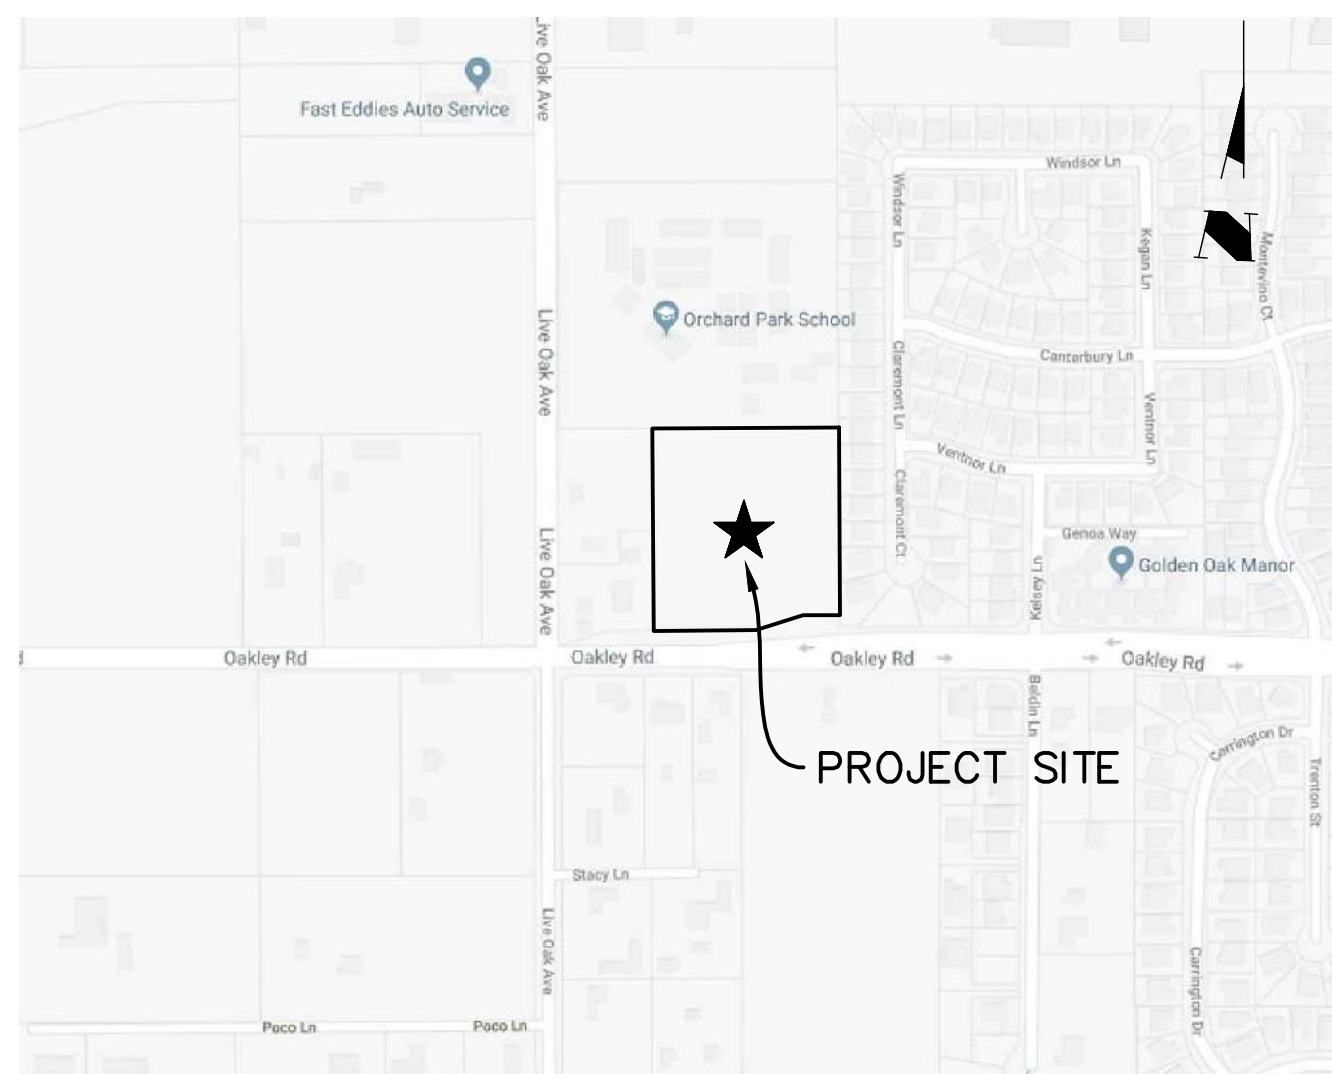 Live Oak Ave
Fast Eddies Auto Service
Windsor Ln
Windsor Ln
Kegan Ln
N
Montevino Ct
Orchard Park School
Live Oak Ave
Claremont Ln
Canterbury Ln
Ventnor Ln
Ventnor Ln
Claremont Ct
Live Oak Ave
Genoa Way
Golden Oak Manor
Kelsey Ln
Oakley Rd
Oakley Rd
Oakley Rd
Oakley Rd
Beldin Ln
Carrington Dr
PROJECT SITE
Trenton St
Stacy Ln
Live Oak Ave
Carrington Dr
Poco Ln
Poco Ln